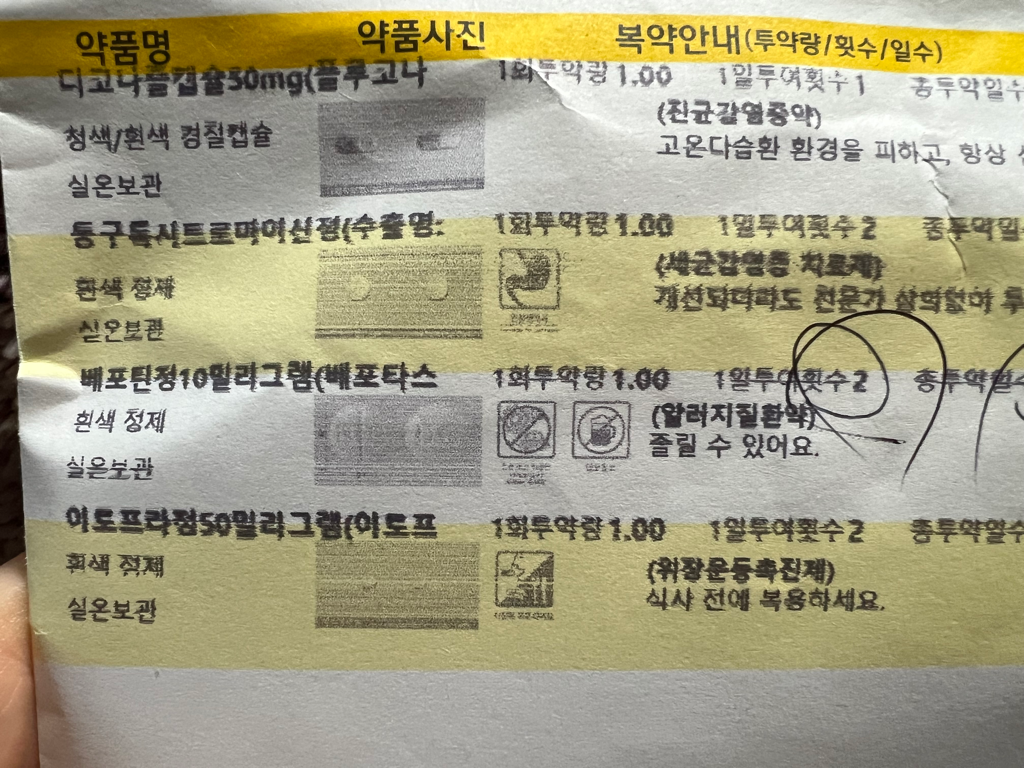 약품명 약품사진 복약안내(투약량/횟수/일수)
디고나졸캡슐50mg(플루고나 1회투약량 1.00 1일투여횟수 1 총투약일수
(진균감염증약)
청색/흰색 경질캡슐
고온다습환 환경을 피하고, 항상
실온보관
동구록시트로마이신정(수출명: 1회투약량 1.00 1일투여횟수 2 총투약일수
(세균감염증 치료제)
흰색 정제
개선되더라도 전문가 상의없이 투
실온보관
베포틴정10밀리그램(베포타스 1회투약량 1.00 1일투여횟수 2 총투약일수
흰색 정제
(알러지질환약)
졸릴 수 있어요.
실온보관
이토프라정50밀리그램(이토프 1회투약량 1.00 1일투여횟수 2 총투약일수
흰색 정제
(위장운동촉진제)
실온보관
식사 전에 복용하세요.